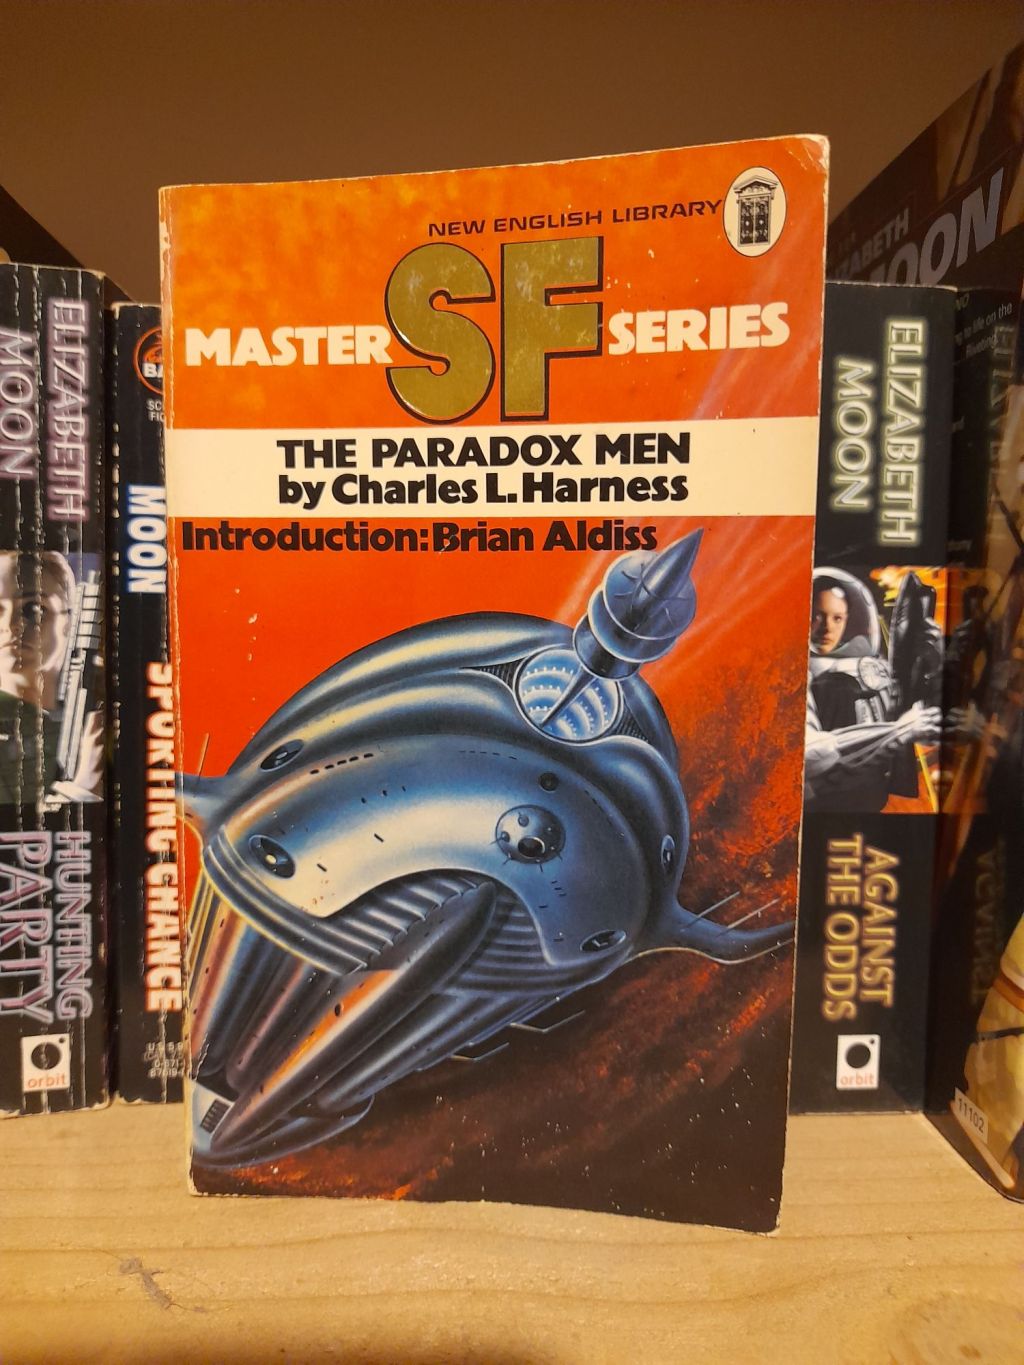 NEW ENGLISH LIBRARY
MASTER SF SERIES
THE PARADOX MEN
by Charles L. Harness
Introduction: Brian Aldiss
ELIZABETH
MOON
HUNTING
PARTY
orbit
MOON
SPORTING CHANCE
ELIZABETH
MOON
AGAINST
THE ODDS
orbit
MOON
11102